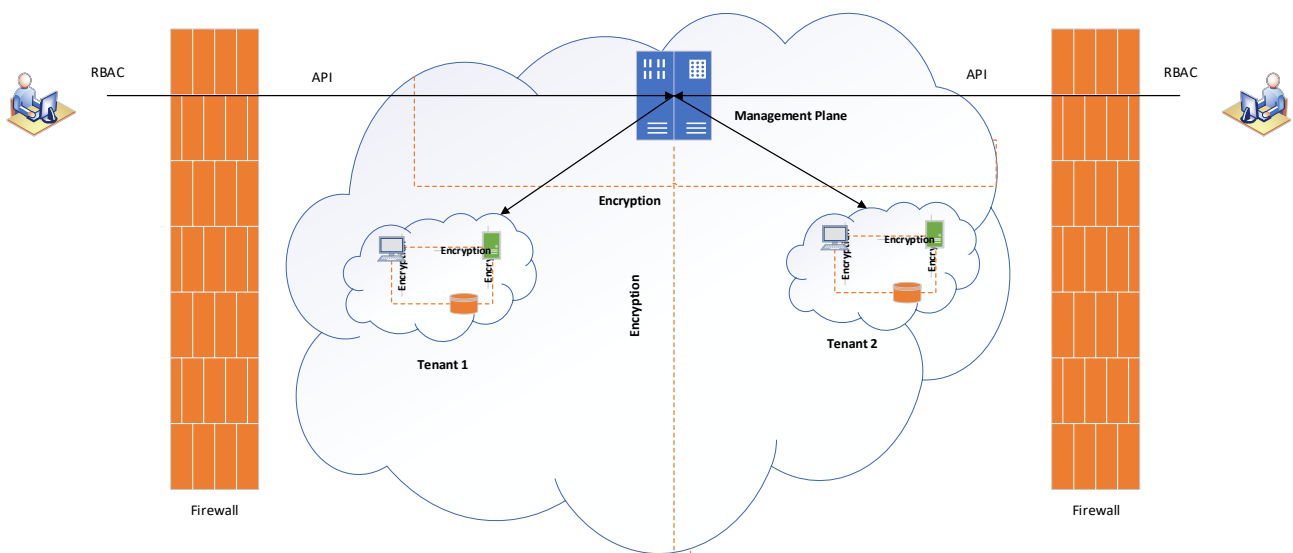 RBAC
API
API
RBAC
Management Plane
Encryption
Encryption
Encryption
Encryption
Encryption
Encryption
Encryption
Tenant 1
Tenant 2
Firewall
Firewall